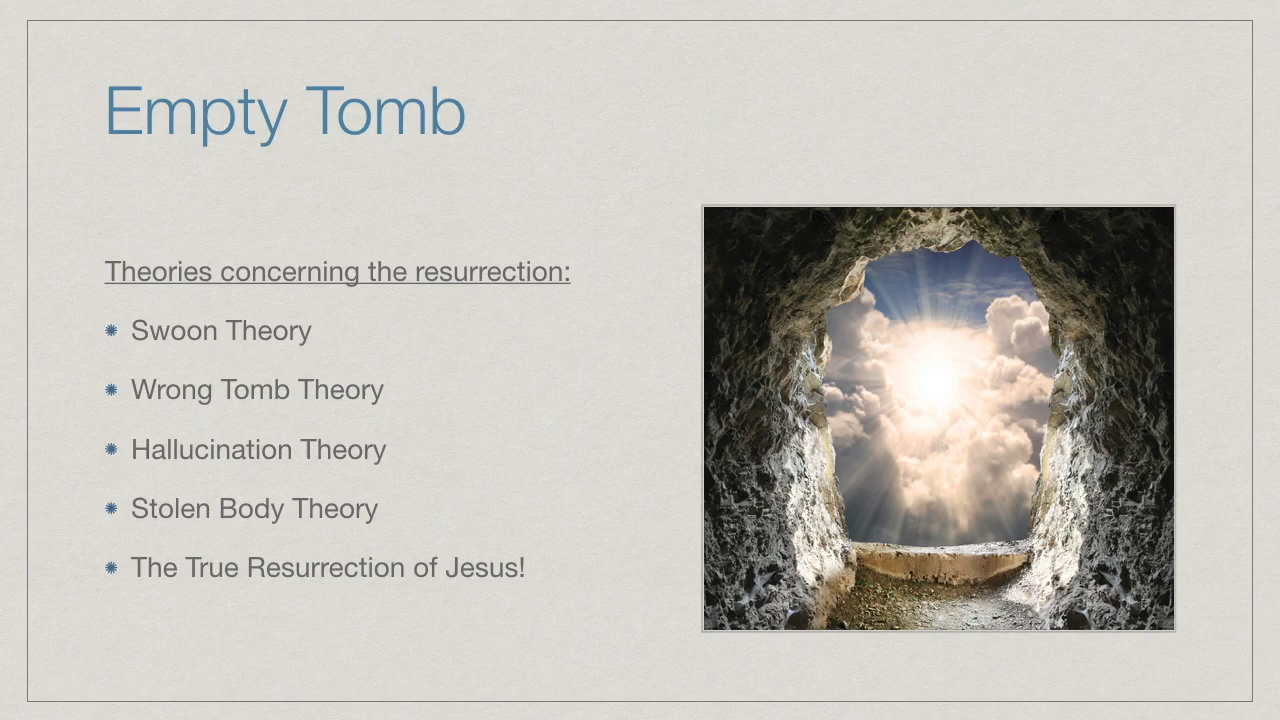 Empty Tomb
Theories concerning the resurrection:
Swoon Theory
Wrong Tomb Theory
Hallucination Theory
Stolen Body Theory
The True Resurrection of Jesus!